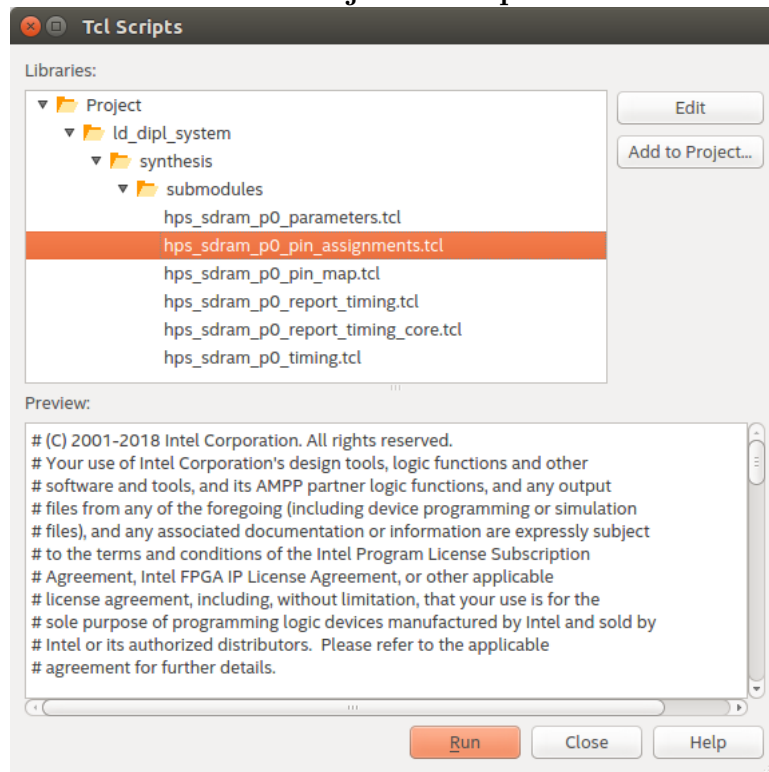 Tcl Scripts
Libraries:
Project
ld_dipl_system
synthesis
submodules
hps_sdram_p0_parameters.tcl
hps_sdram_p0_pin_assignments.tcl
hps_sdram_p0_pin_map.tcl
hps_sdram_p0_report_timing.tcl
hps_sdram_p0_report_timing_core.tcl
hps_sdram_p0_timing.tcl
Edit
Add to Project...
Preview:
# (C) 2001-2018 Intel Corporation. All rights reserved.
# Your use of Intel Corporation's design tools, logic functions and other
# software and tools, and its AMPP partner logic functions, and any output
# files from any of the foregoing (including device programming or simulation
# files), and any associated documentation or information are expressly subject
# to the terms and conditions of the Intel Program License Subscription
# Agreement, Intel FPGA IP License Agreement, or other applicable
# license agreement, including, without limitation, that your use is for the
# sole purpose of programming logic devices manufactured by Intel and sold by
# Intel or its authorized distributors.  Please refer to the applicable
# agreement for further details.
Run
Close
Help